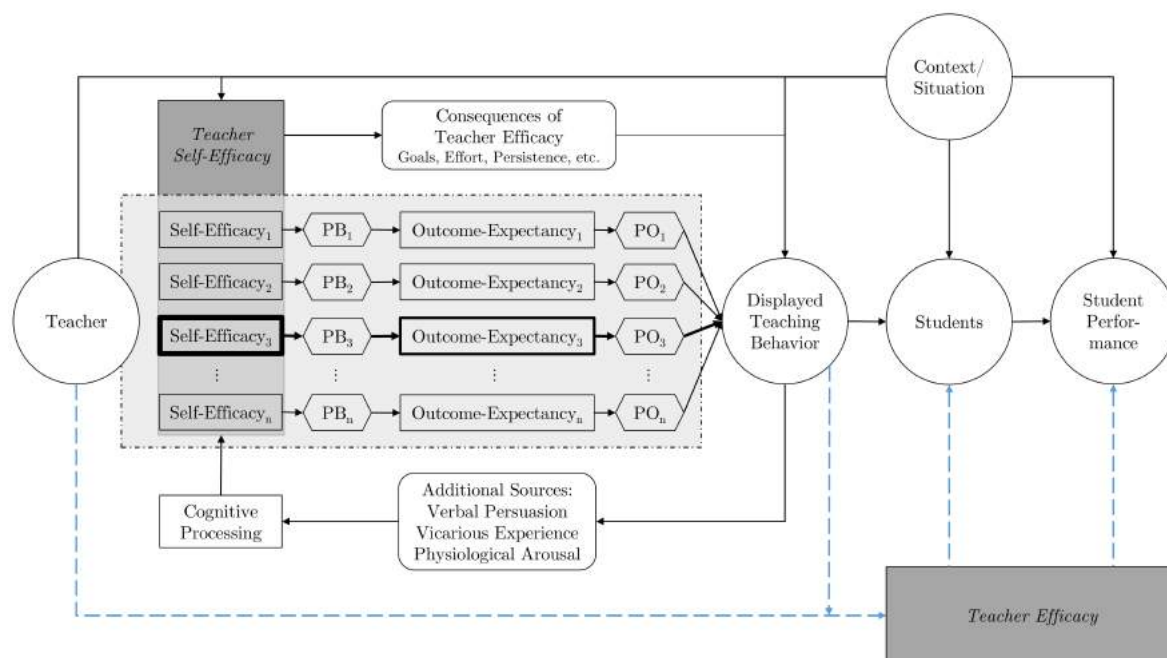 Context/
Situation
Teacher
Self-Efficacy
Consequences of
Teacher Efficacy
Goals, Effort, Persistence, etc.
Self-Efficacy₁
PB₁
Outcome-Expectancy₁
PO₁
Self-Efficacy₂
PB₂
Outcome-Expectancy₂
PO₂
Teacher
Self-Efficacy₃
PB₃
Outcome-Expectancy₃
PO₃
Displayed
Teaching
Behavior
Students
Student
Perfor-
mance
⋮
⋮
⋮
⋮
Self-Efficacyₙ
PBₙ
Outcome-Expectancyₙ
POₙ
Cognitive
Processing
Additional Sources:
Verbal Persuasion
Vicarious Experience
Physiological Arousal
Teacher Efficacy